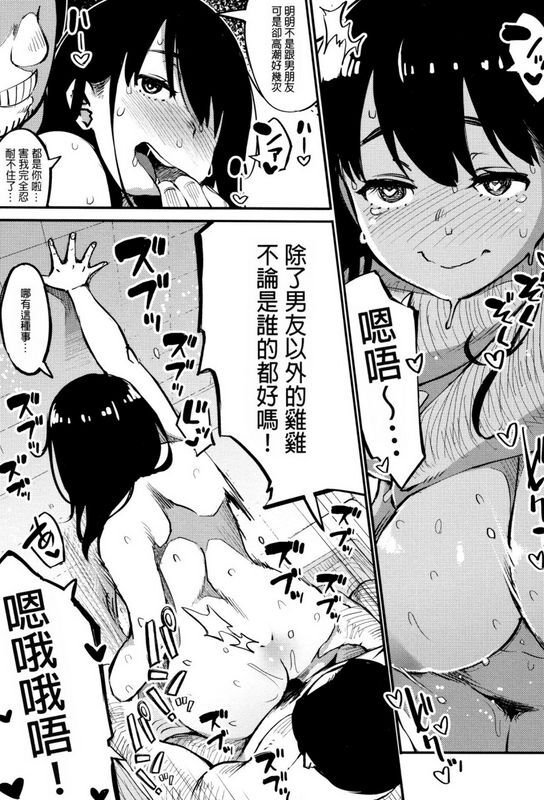 嗯唔～…
明明不是跟男朋友
可是卻高潮好幾次
都是你啦…
害我完全忍
耐不住了…
除了男友以外的雞雞
不論是誰的都好嗎！
哪有這種事…
ズブッ
ズブッ
ズブッ
ズブッ
ズブッ
嗯哦哦唔！